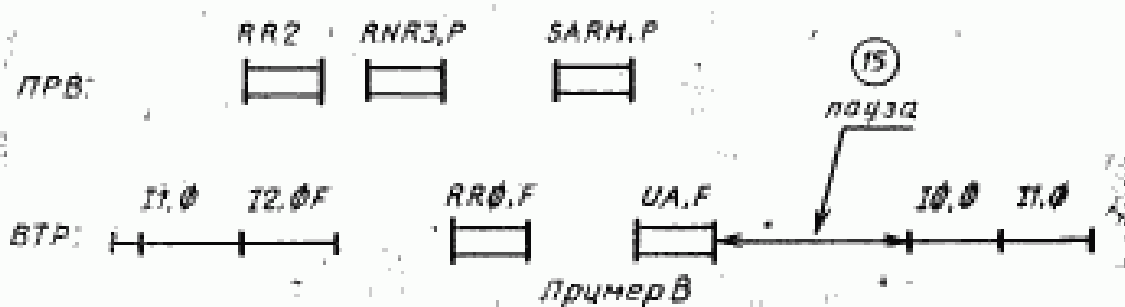 RR2 RNR3,P SARM,P
15
ПРВ:
пауза
I1,Ø I2,ØF RRØ,F UA,F IØ,Ø I1,Ø
ВТР:
Пример В